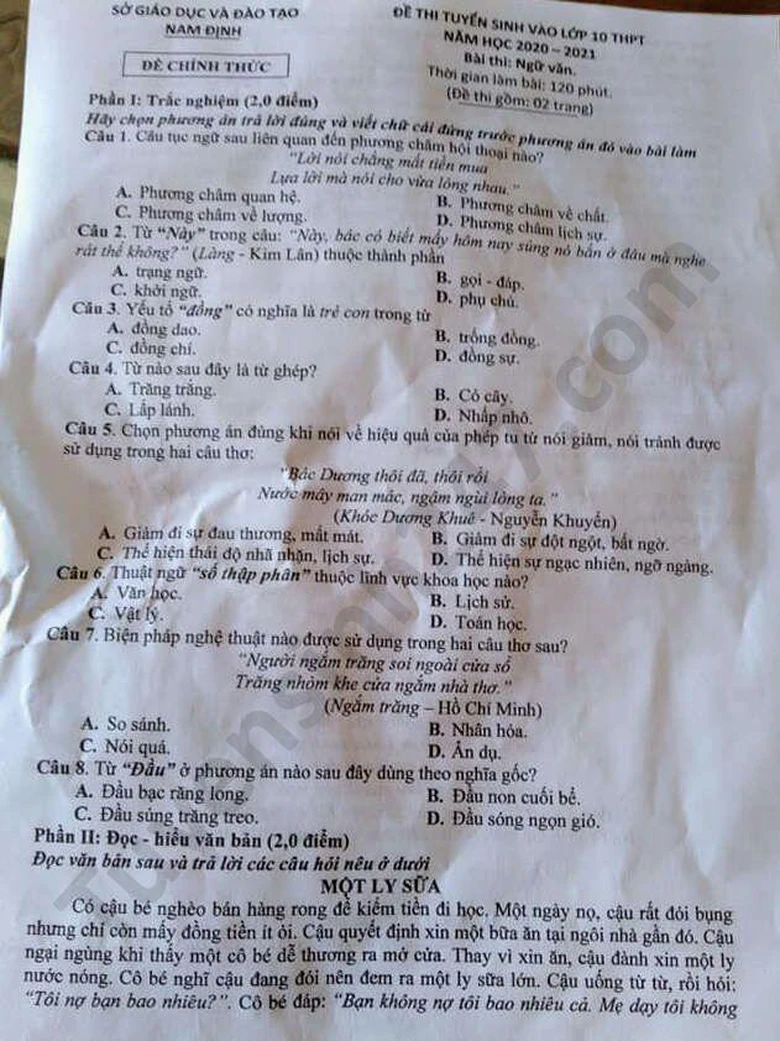 SỞ GIÁO DỤC VÀ ĐÀO TẠO
NAM ĐỊNH
ĐỀ CHÍNH THỨC
ĐỀ THI TUYỂN SINH VÀO LỚP 10 THPT
NĂM HỌC 2020 - 2021
Bài thi: Ngữ văn.
Thời gian làm bài: 120 phút.
(Đề thi gồm: 02 trang)
Phần I: Trắc nghiệm (2,0 điểm)
Hãy chọn phương án trả lời đúng và viết chữ cái đứng trước phương án đó vào bài làm
Câu 1. Câu tục ngữ sau liên quan đến phương châm hội thoại nào?
"Lời nói chẳng mất tiền mua
Lựa lời mà nói cho vừa lòng nhau."
A. Phương châm quan hệ. B. Phương châm về chất.
C. Phương châm về lượng. D. Phương châm lịch sự.
Câu 2. Từ "Này" trong câu: "Này, bác có biết mấy hôm nay súng nó bắn ở đâu mà nghe
rát thế không?" (Làng - Kim Lân) thuộc thành phần
A. trạng ngữ. B. gọi - đáp.
C. khởi ngữ. D. phụ chú.
Câu 3. Yếu tố "đồng" có nghĩa là trẻ con trong từ
A. đồng dao. B. trống đồng.
C. đồng chí. D. đồng sự.
Câu 4. Từ nào sau đây là từ ghép?
A. Trăng trắng. B. Cỏ cây.
C. Lấp lánh. D. Nhấp nhô.
Câu 5. Chọn phương án đúng khi nói về hiệu quả của phép tu từ nói giảm, nói tránh được
sử dụng trong hai câu thơ:
"Bác Dương thôi đã, thôi rồi
Nước mây man mác, ngậm ngùi lòng ta."
(Khóc Dương Khuê - Nguyễn Khuyến)
A. Giảm đi sự đau thương, mất mát. B. Giảm đi sự đột ngột, bất ngờ.
C. Thể hiện thái độ nhã nhặn, lịch sự. D. Thể hiện sự ngạc nhiên, ngỡ ngàng.
Câu 6. Thuật ngữ "số thập phân" thuộc lĩnh vực khoa học nào?
A. Văn học. B. Lịch sử.
C. Vật lý. D. Toán học.
Câu 7. Biện pháp nghệ thuật nào được sử dụng trong hai câu thơ sau?
"Người ngắm trăng soi ngoài cửa sổ
Trăng nhòm khe cửa ngắm nhà thơ."
(Ngắm trăng – Hồ Chí Minh)
A. So sánh. B. Nhân hóa.
C. Nói quá. D. Ẩn dụ.
Câu 8. Từ "Đầu" ở phương án nào sau đây dùng theo nghĩa gốc?
A. Đầu bạc răng long. B. Đầu non cuối bể.
C. Đầu súng trăng treo. D. Đầu sóng ngọn gió.
Phần II: Đọc - hiểu văn bản (2,0 điểm)
Đọc văn bản sau và trả lời các câu hỏi nêu ở dưới
MỘT LY SỮA
Có cậu bé nghèo bán hàng rong để kiếm tiền đi học. Một ngày nọ, cậu rất đói bụng
nhưng chỉ còn mấy đồng tiền ít ỏi. Cậu quyết định xin một bữa ăn tại ngôi nhà gần đó. Cậu
ngại ngùng khi thấy một cô bé dễ thương ra mở cửa. Thay vì xin ăn, cậu đành xin một ly
nước nóng. Cô bé nghĩ cậu đang đói nên đem ra một ly sữa lớn. Cậu uống từ từ, rồi hỏi:
"Tôi nợ bạn bao nhiêu?". Cô bé đáp: "Bạn không nợ tôi bao nhiêu cả. Mẹ dạy tôi không
Tuyensinh247.com